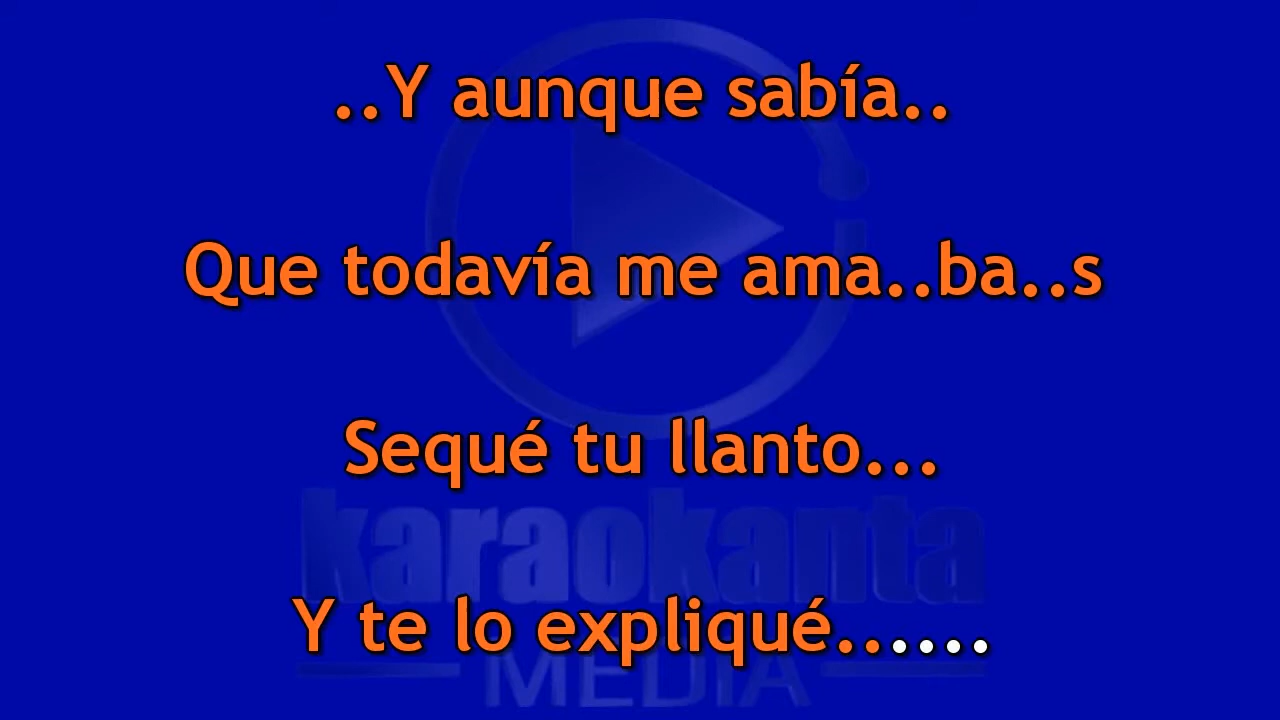 ..Y aunque sabía..
Que todavía me ama..ba..s
Sequé tu llanto...
karaokanta
Y te lo expliqué......
MEDIA